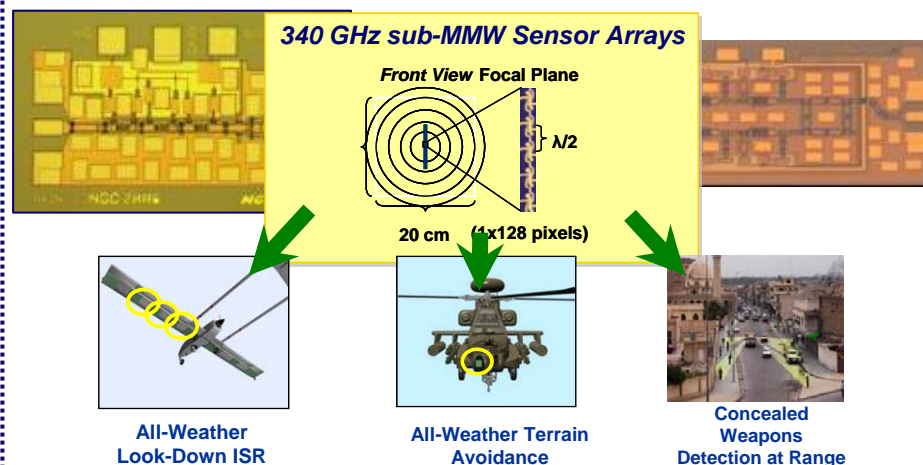 340 GHz sub-MMW Sensor Arrays
Front View Focal Plane
λ/2
20 cm (1x128 pixels)
All-Weather
Look-Down ISR
All-Weather Terrain
Avoidance
Concealed
Weapons
Detection at Range